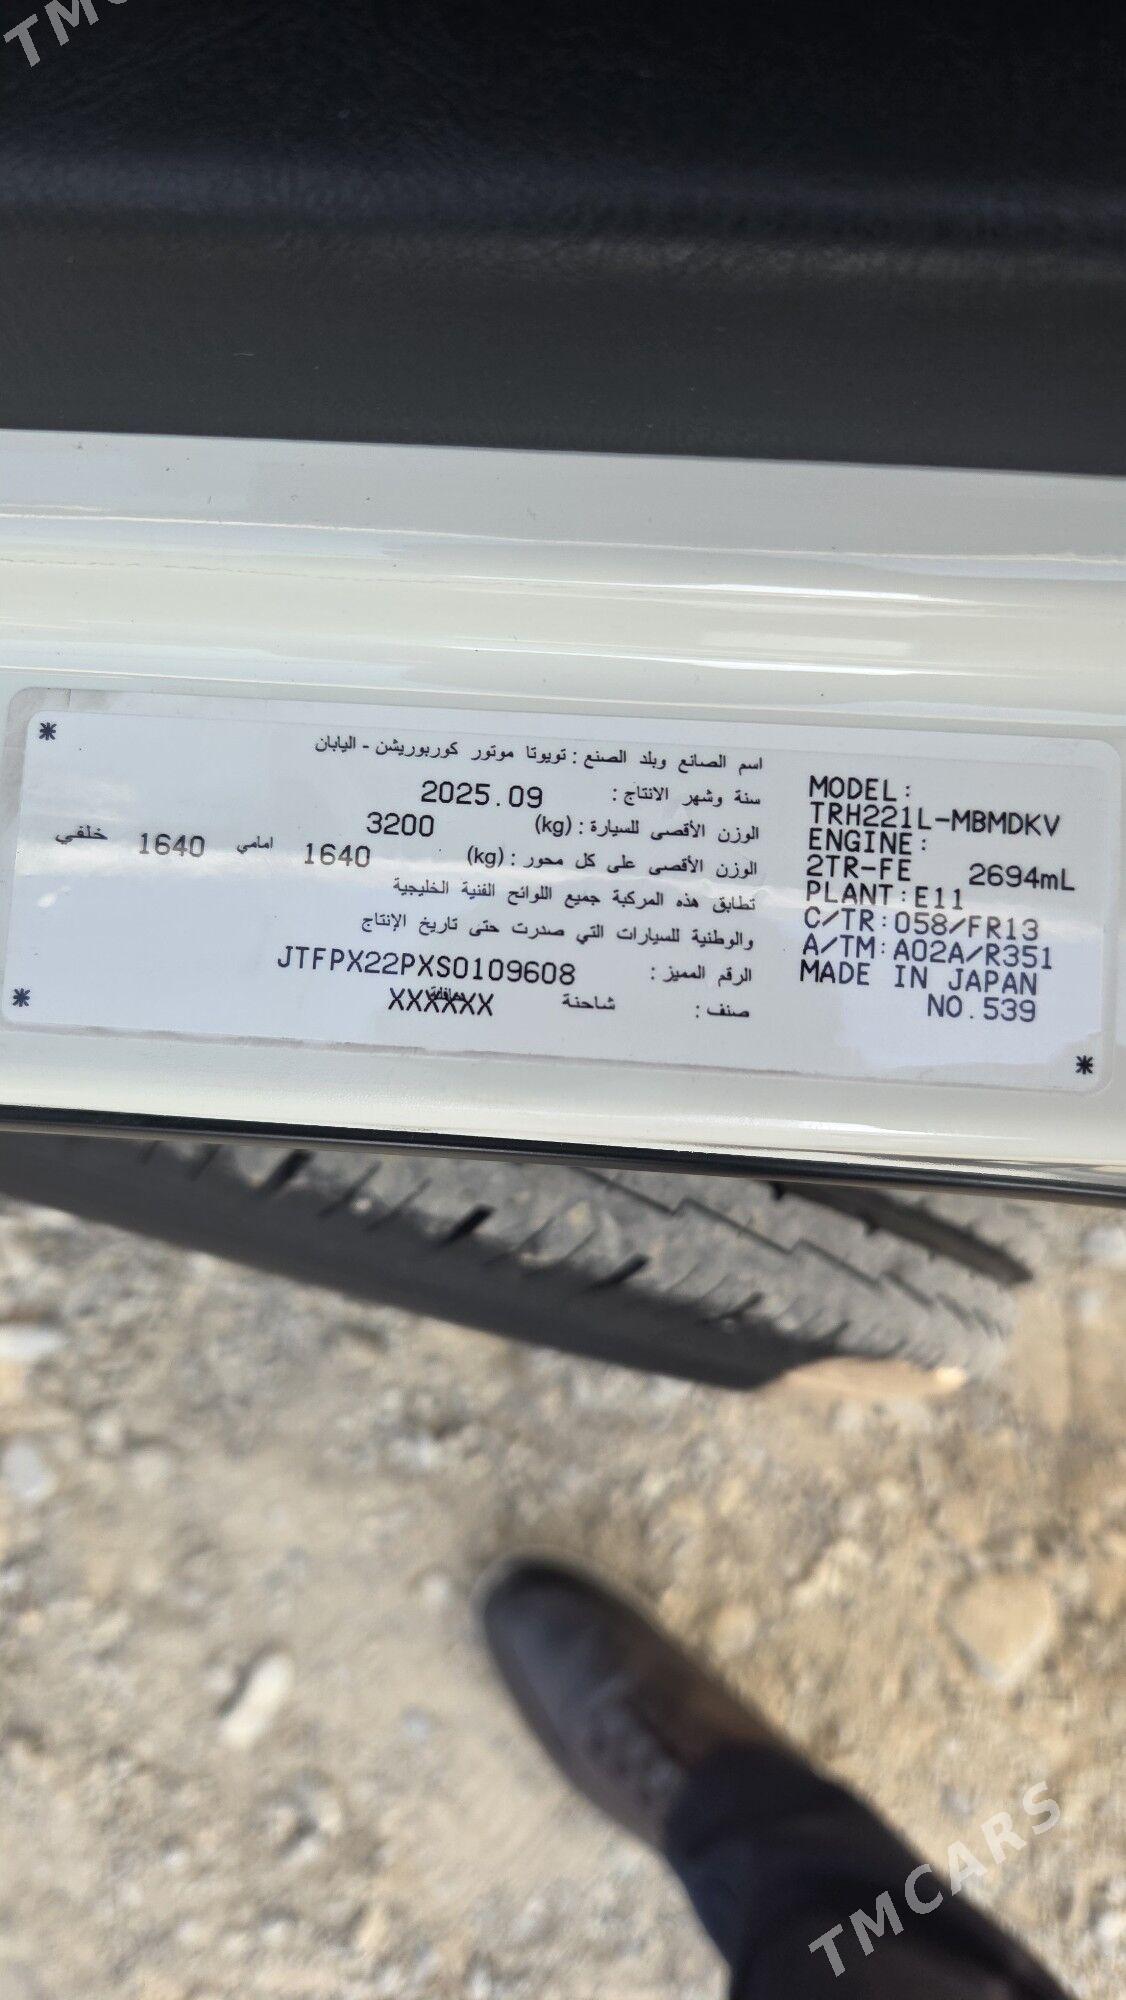 TMC
اسم الصانع وبلد الصنع : تويوتا موتور كوربوريشن - اليابان
سنة وشهر الانتاج : 2025.09
الوزن الأقصى للسيارة : (kg) 3200
الوزن الأقصى على كل محور : (kg) 1640 امامي 1640 خلفي
تطابق هذه المركبة جميع اللوائح الفنية الخليجية
والوطنية للسيارات التي صدرت حتى تاريخ الإنتاج
الرقم المميز : JTFPX22PXS0109608
صنف : شاحنة XXXXXX
MODEL:
TRH221L-MBMDKV
ENGINE:
2TR-FE 2694mL
PLANT:E11
C/TR:058/FR13
A/TM:A02A/R351
MADE IN JAPAN
NO.539
TMCARS